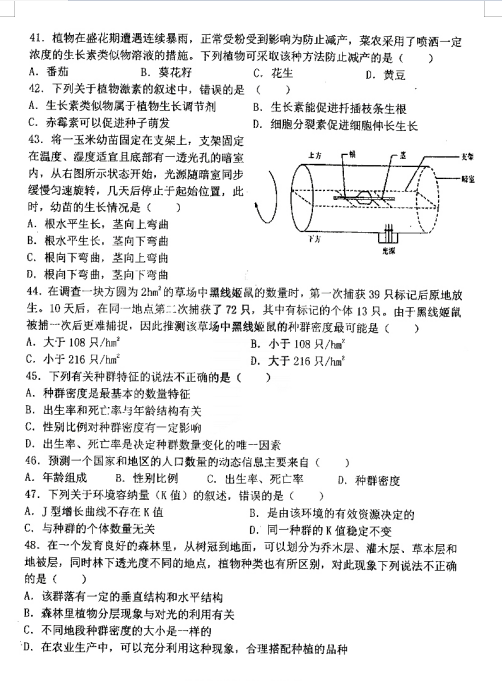 41. 植物在盛花期遭遇连续暴雨，正常受粉受到影响为防止减产，菜农采用了喷洒一定
浓度的生长素类似物溶液的措施。下列植物可采取该种方法防止减产的是（　　）
A. 番茄　B. 葵花籽　C. 花生　D. 黄豆
42. 下列关于植物激素的叙述中，错误的是（　　）
A. 生长素类似物属于植物生长调节剂　B. 生长素能促进扦插枝条生根
C. 赤霉素可以促进种子萌发　D. 细胞分裂素促进细胞伸长生长
43. 将一玉米幼苗固定在支架上，支架固定
在温度、湿度适宜且底部有一透光孔的暗室
内，从右图所示状态开始，光源随暗室同步
缓慢匀速旋转，几天后停止于起始位置，此
时，幼苗的生长情况是（　　）
A. 根水平生长，茎向上弯曲
B. 根水平生长，茎向下弯曲
C. 根向下弯曲，茎向上弯曲
D. 根向下弯曲，茎向下弯曲
上方　根　茎　支架
暗室
下方
光源
44. 在调查一块方圆为2hm²的草场中黑线姬鼠的数量时，第一次捕获39只标记后原地放
生。10天后，在同一地点第二次捕获了72只，其中有标记的个体13只。由于黑线姬鼠
被捕一次后更难捕捉，因此推测该草场中黑线姬鼠的种群密度最可能是（　　）
A. 大于108只/hm²　B. 小于108只/hm²
C. 小于216只/hm²　D. 大于216只/hm²
45. 下列有关种群特征的说法不正确的是（　　）
A. 种群密度是最基本的数量特征
B. 出生率和死亡率与年龄结构有关
C. 性别比例对种群密度有一定影响
D. 出生率、死亡率是决定种群数量变化的唯一因素
46. 预测一个国家和地区的人口数量的动态信息主要来自（　　）
A. 年龄组成　B. 性别比例　C. 出生率、死亡率　D. 种群密度
47. 下列关于环境容纳量（K值）的叙述，错误的是（　　）
A. J型增长曲线不存在K值　B. 是由该环境的有效资源决定的
C. 与种群的个体数量无关　D. 同一种群的K值稳定不变
48. 在一个发育良好的森林里，从树冠到地面，可以划分为乔木层、灌木层、草本层和
地被层，同时林下透光度不同的地点，植物种类也有所区别，对此现象下列说法不正确
的是（　　）
A. 该群落有一定的垂直结构和水平结构
B. 森林里植物分层现象与对光的利用有关
C. 不同地段种群密度的大小是一样的
D. 在农业生产中，可以充分利用这种现象，合理搭配种植的品种